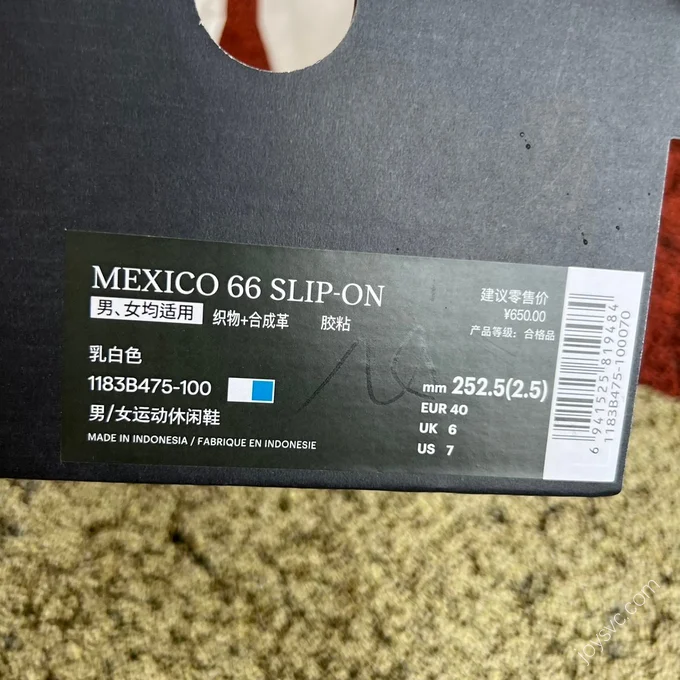 MEXICO 66 SLIP-ON
男、女均适用 织物+合成革 胶粘
建议零售价
¥650.00
产品等级：合格品
乳白色
1183B475-100
男/女运动休闲鞋
MADE IN INDONESIA / FABRIQUE EN INDONESIE
mm 252.5(2.5)
EUR 40
UK 6
US 7
6 941525 819484
1183B475-100070
joysvc.com